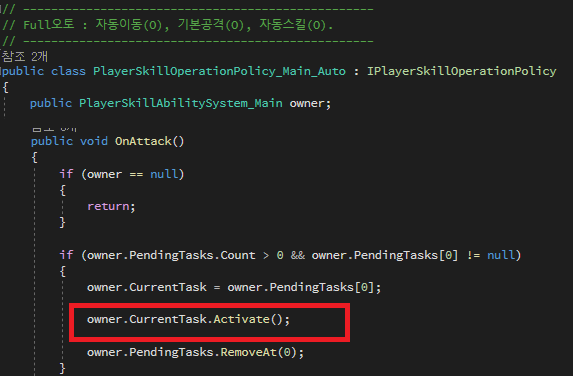 // ---------------------------------------------------
// Full오토 : 자동이동(O), 기본공격(O), 자동스킬(O).
// ---------------------------------------------------
참조 2개
public class PlayerSkillOperationPolicy_Main_Auto : IPlayerSkillOperationPolicy
{
public PlayerSkillAbilitySystem_Main owner;
public void OnAttack()
{
if (owner == null)
{
return;
}
if (owner.PendingTasks.Count > 0 && owner.PendingTasks[0] != null)
{
owner.CurrentTask = owner.PendingTasks[0];
owner.CurrentTask.Activate();
owner.PendingTasks.RemoveAt(0);
}